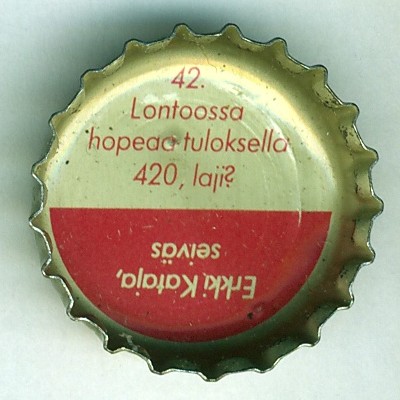 42.
Lontoossa
hopeaa tuloksella
420, laji?
Erkki Kataja,
seiväs